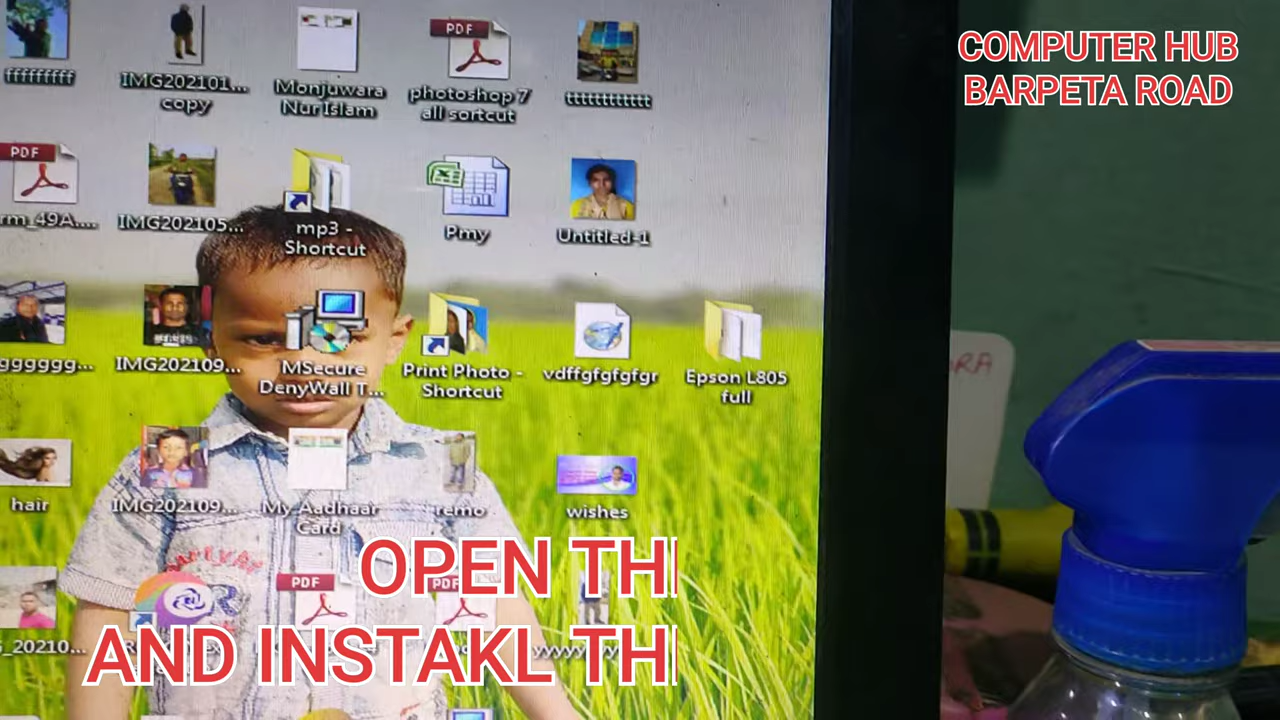 COMPUTER HUB
BARPETA ROAD
ffffffffff
IMG202101...
copy
Monjuwara
Nur Islam
PDF
photoshop 7
all sortcut
tttttttttttt
PDF
rm_49A....
IMG202105...
mp3 -
Shortcut
Pmy
Untitled-1
gggggg...
IMG202109...
MSecure
DenyWall T...
Print Photo -
Shortcut
vdffgfgfgfgr
Epson L805
full
hair
IMG202109...
My Aadhaar
Card
remo
wishes
OPEN TH
PDF
PDF
_20210...
AND INSTAKL TH